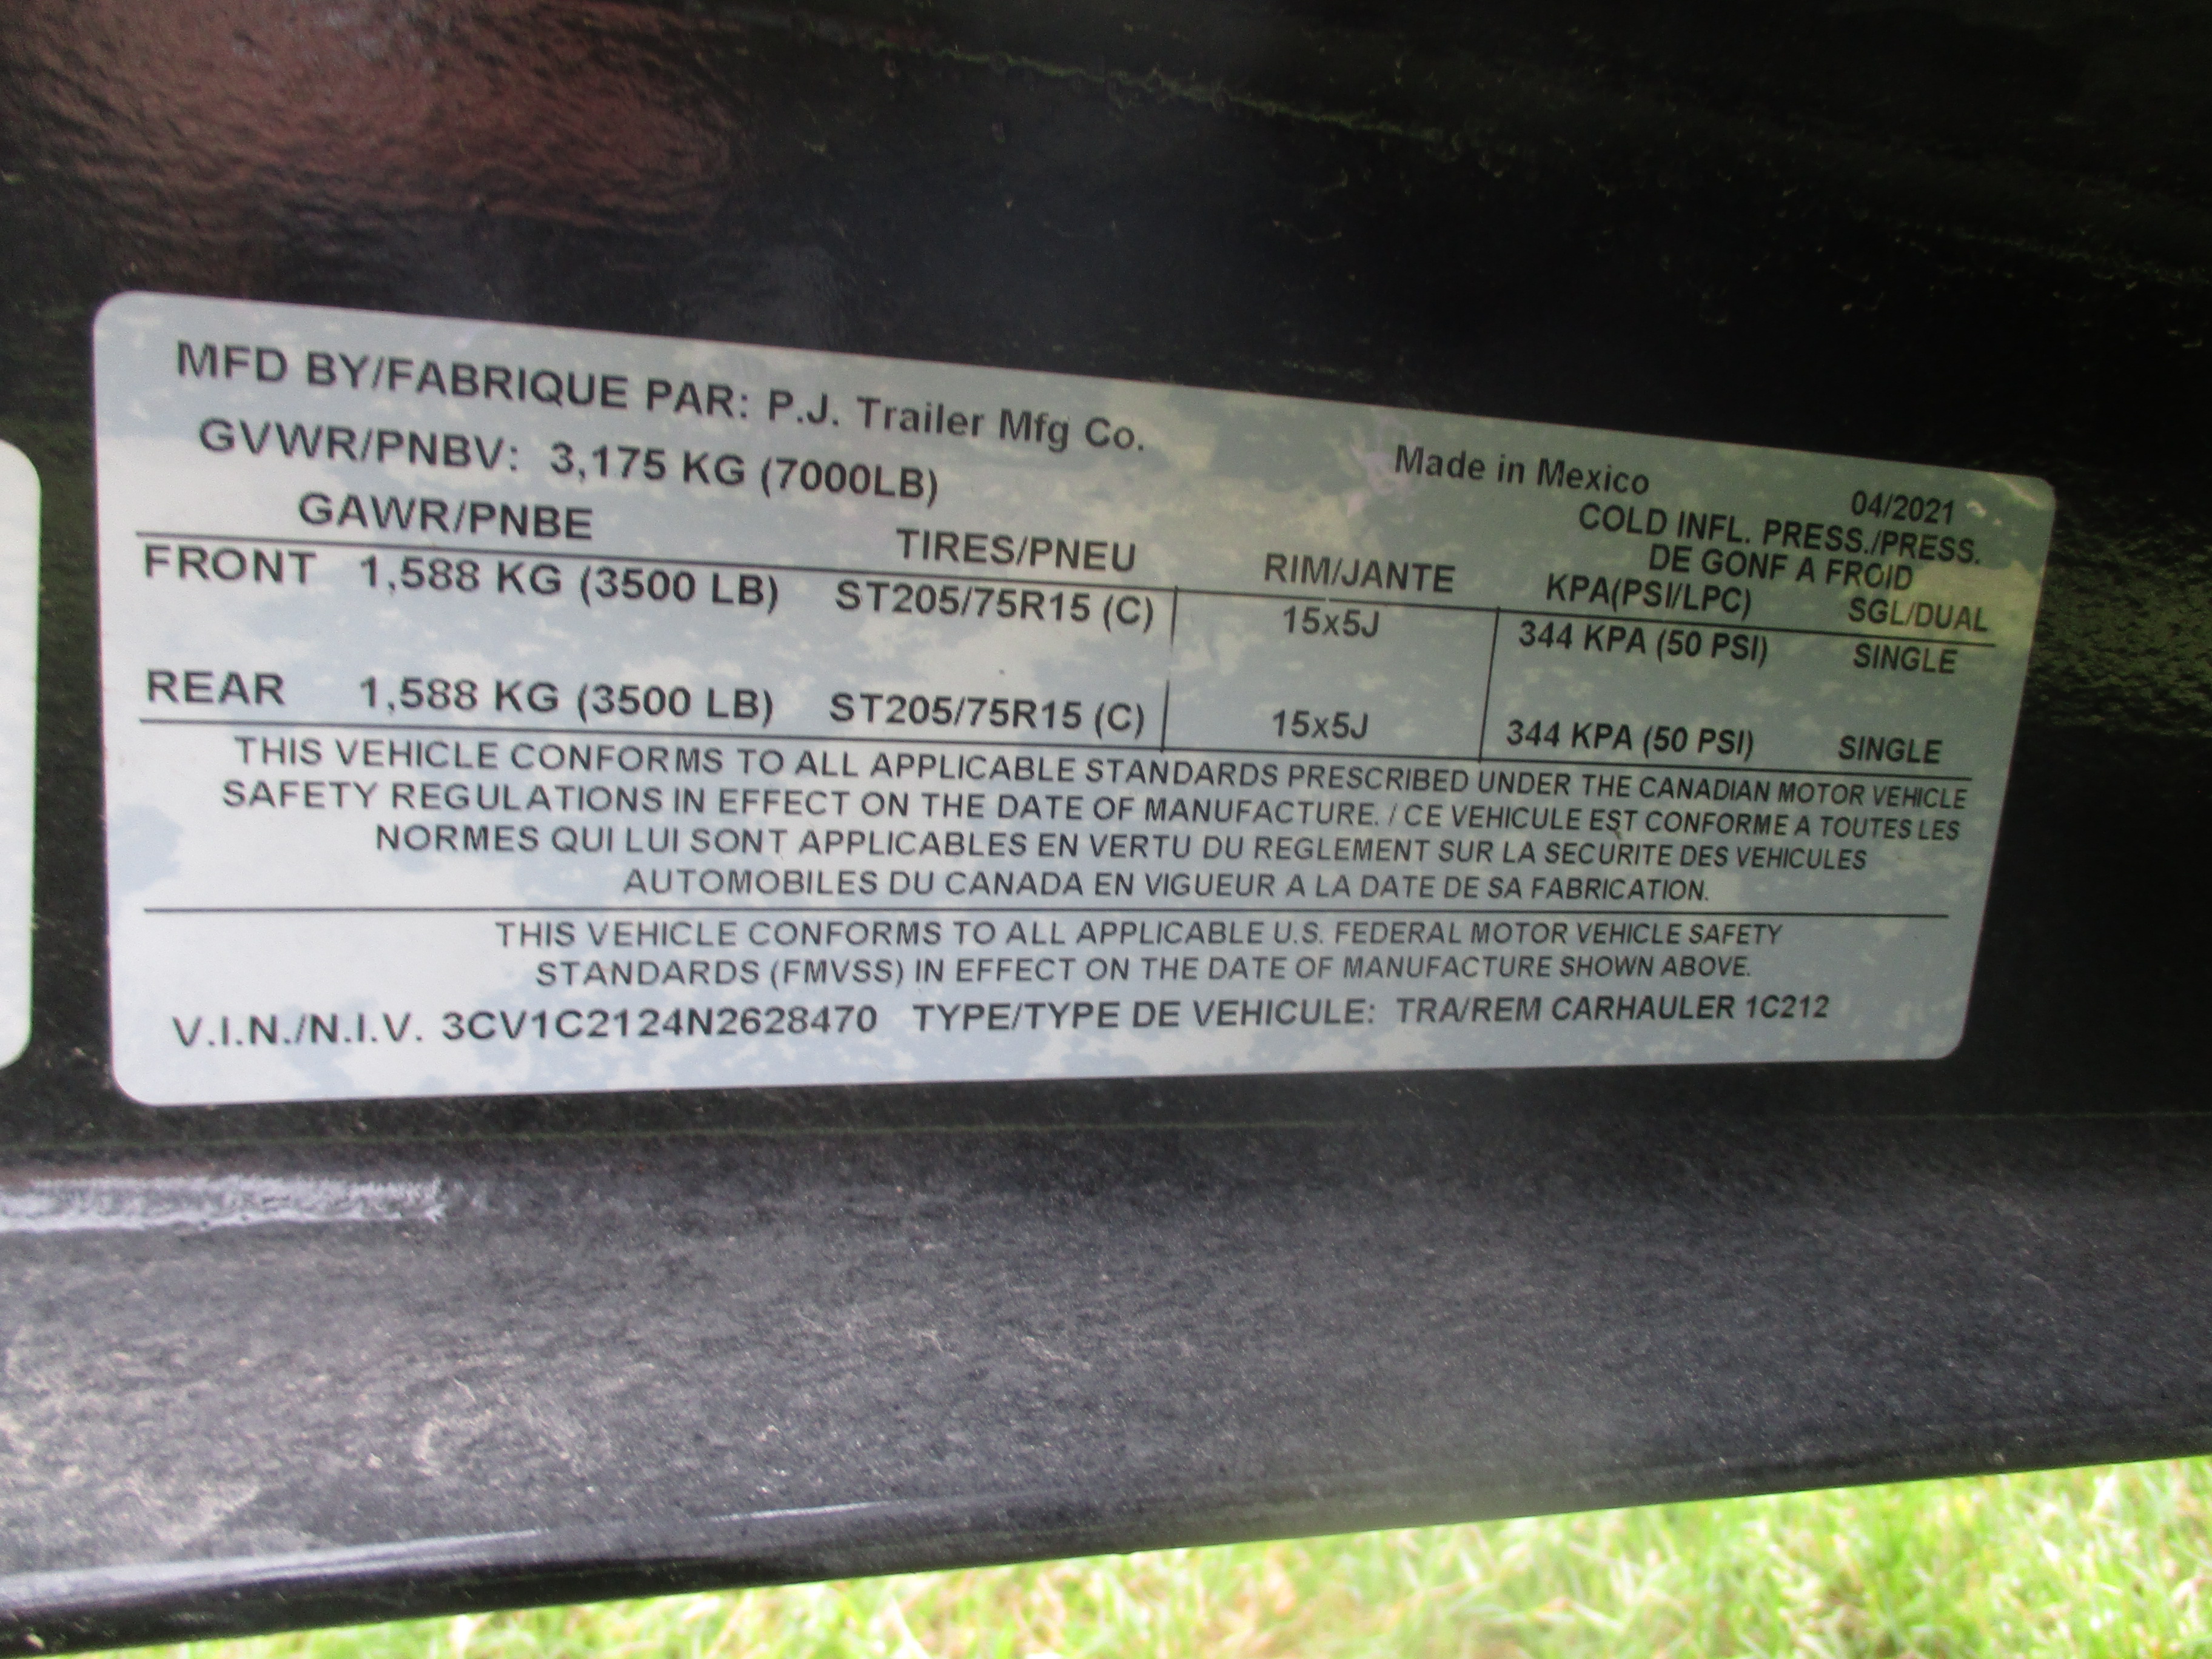 MFD BY/FABRIQUE PAR: P.J. Trailer Mfg Co. Made in Mexico 04/2021
GVWR/PNBV: 3,175 KG (7000LB)
COLD INFL. PRESS./PRESS.
DE GONF A FROID
GAWR/PNBE TIRES/PNEU RIM/JANTE KPA(PSI/LPC) SGL/DUAL
FRONT 1,588 KG (3500 LB) ST205/75R15 (C) 15x5J 344 KPA (50 PSI) SINGLE
REAR 1,588 KG (3500 LB) ST205/75R15 (C) 15x5J 344 KPA (50 PSI) SINGLE
THIS VEHICLE CONFORMS TO ALL APPLICABLE STANDARDS PRESCRIBED UNDER THE CANADIAN MOTOR VEHICLE
SAFETY REGULATIONS IN EFFECT ON THE DATE OF MANUFACTURE. / CE VEHICULE EST CONFORME A TOUTES LES
NORMES QUI LUI SONT APPLICABLES EN VERTU DU REGLEMENT SUR LA SECURITE DES VEHICULES
AUTOMOBILES DU CANADA EN VIGUEUR A LA DATE DE SA FABRICATION.
THIS VEHICLE CONFORMS TO ALL APPLICABLE U.S. FEDERAL MOTOR VEHICLE SAFETY
STANDARDS (FMVSS) IN EFFECT ON THE DATE OF MANUFACTURE SHOWN ABOVE.
V.I.N./N.I.V. 3CV1C2124N2628470 TYPE/TYPE DE VEHICULE: TRA/REM CARHAULER 1C212